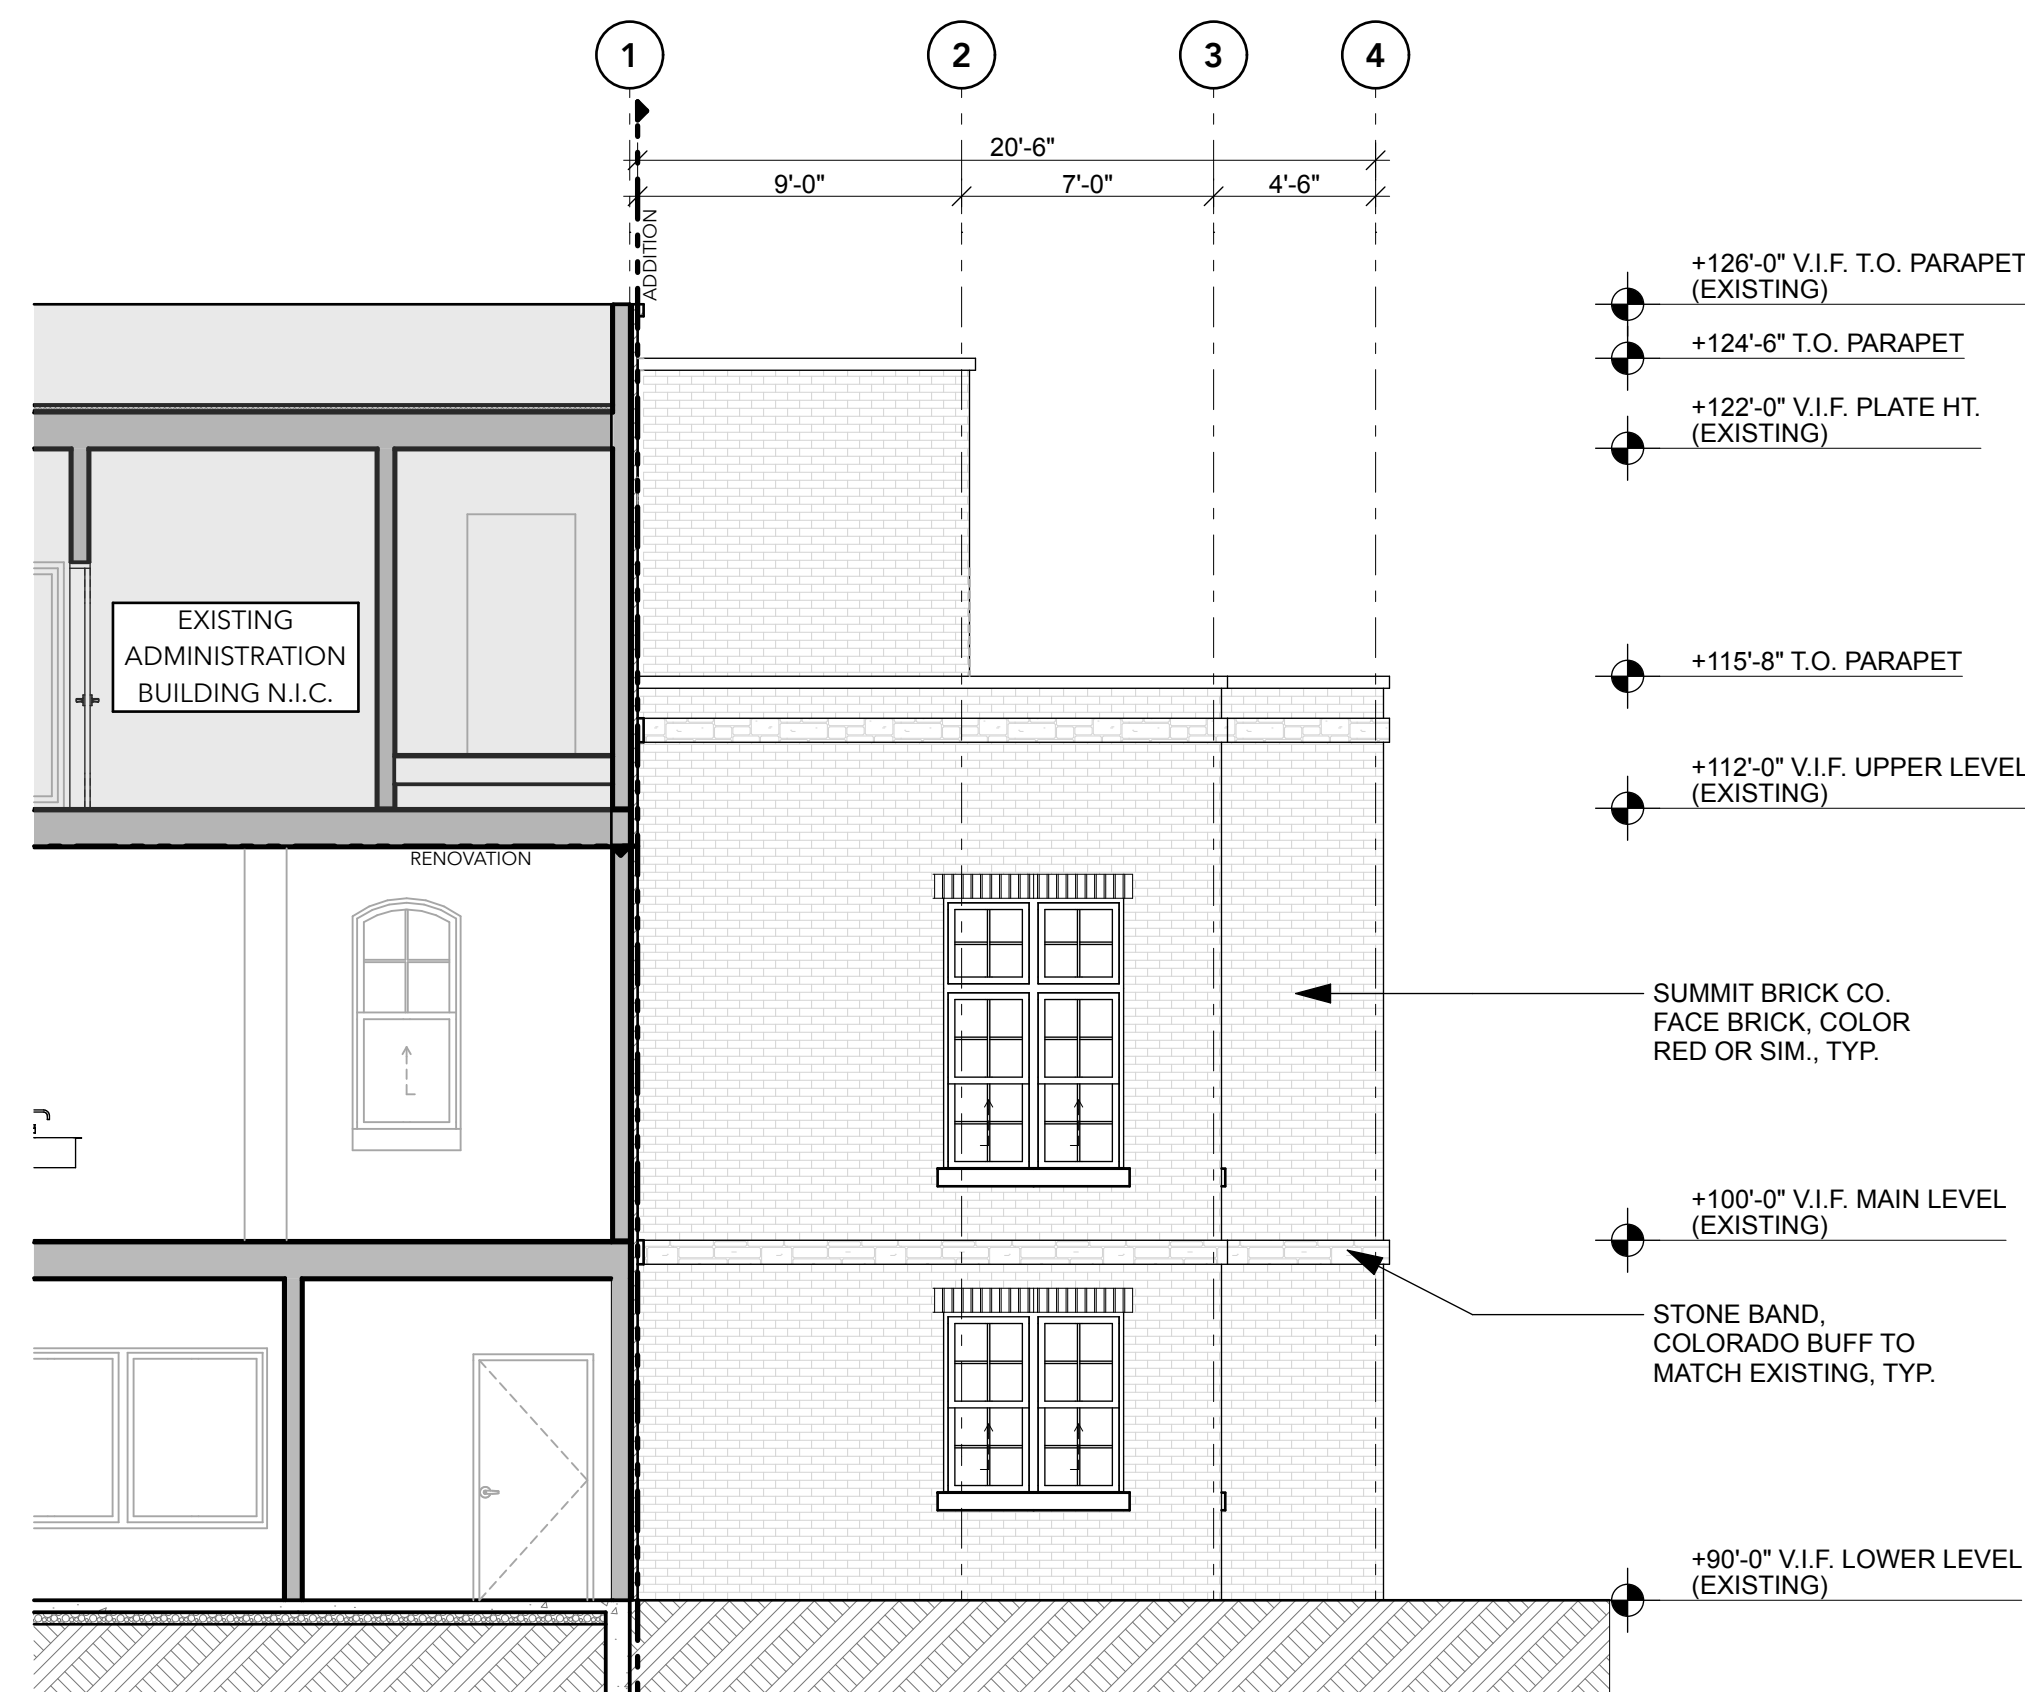 1 2 3 4
20'-6"
9'-0" 7'-0" 4'-6"
ADDITION
+126'-0" V.I.F. T.O. PARAPET
(EXISTING)
+124'-6" T.O. PARAPET
+122'-0" V.I.F. PLATE HT.
(EXISTING)
EXISTING
ADMINISTRATION
BUILDING N.I.C.
+115'-8" T.O. PARAPET
+112'-0" V.I.F. UPPER LEVEL
(EXISTING)
RENOVATION
SUMMIT BRICK CO.
FACE BRICK, COLOR
RED OR SIM., TYP.
+100'-0" V.I.F. MAIN LEVEL
(EXISTING)
STONE BAND,
COLORADO BUFF TO
MATCH EXISTING, TYP.
+90'-0" V.I.F. LOWER LEVEL
(EXISTING)